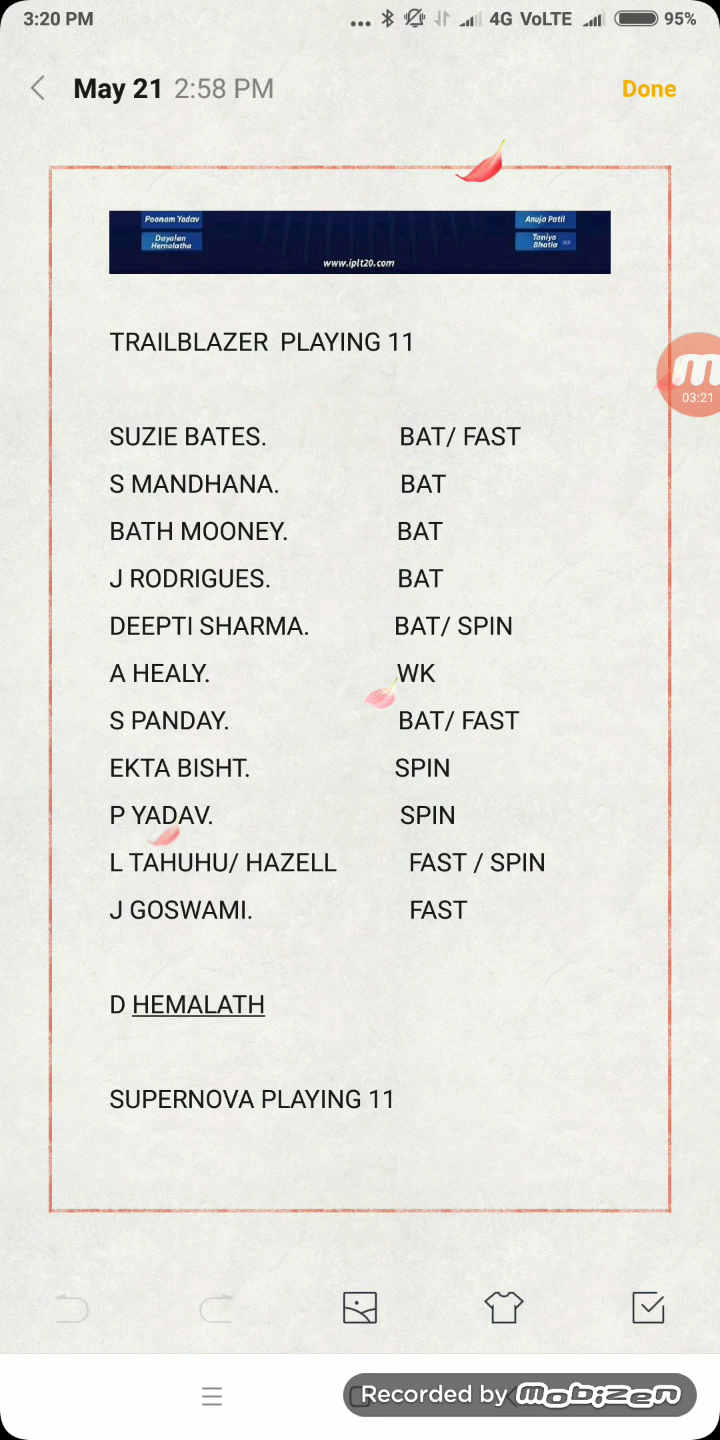 3:20 PM ... 4G VoLTE 95%
May 21 2:58 PM Done
Poonam Yadav Anuja Patil
Dayalan Hemalatha Taniya Bhatia WK
www.iplt20.com
TRAILBLAZER PLAYING 11
m
03:21
SUZIE BATES. BAT/ FAST
S MANDHANA. BAT
BATH MOONEY. BAT
J RODRIGUES. BAT
DEEPTI SHARMA. BAT/ SPIN
A HEALY. WK
S PANDAY. BAT/ FAST
EKTA BISHT. SPIN
P YADAV. SPIN
L TAHUHU/ HAZELL FAST / SPIN
J GOSWAMI. FAST
D HEMALATH
SUPERNOVA PLAYING 11
Recorded by mobizen